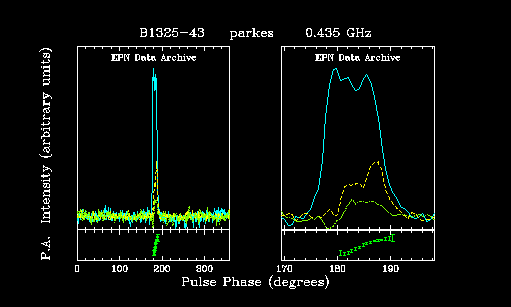 B1325-43 parkes 0.435 GHz
EPN Data Archive
EPN Data Archive
P.A. Intensity (arbitrary units)
0 100 200 300
170 180 190
Pulse Phase (degrees)